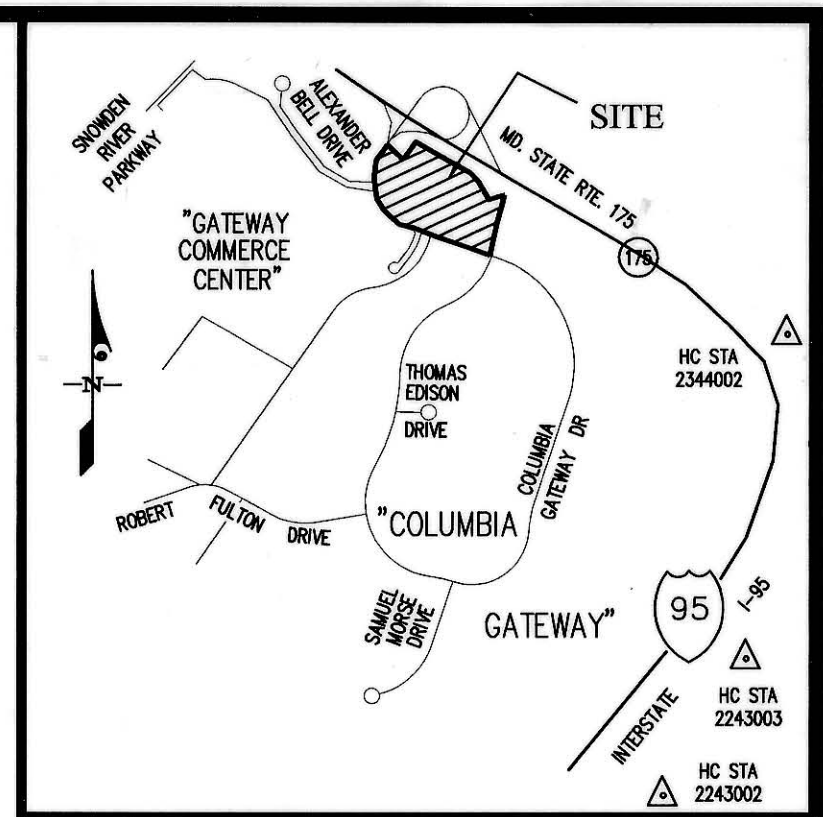 SNOWDEN
RIVER
PARKWAY
ALEXANDER
BELL DRIVE
SITE
MD. STATE RTE. 175
175
"GATEWAY
COMMERCE
CENTER"
N
HC STA
2344002
THOMAS
EDISON
DRIVE
COLUMBIA
GATEWAY DR
ROBERT FULTON DRIVE
"COLUMBIA
GATEWAY"
SAMUEL
MORSE
DRIVE
95
I-95
INTERSTATE
HC STA
2243003
HC STA
2243002